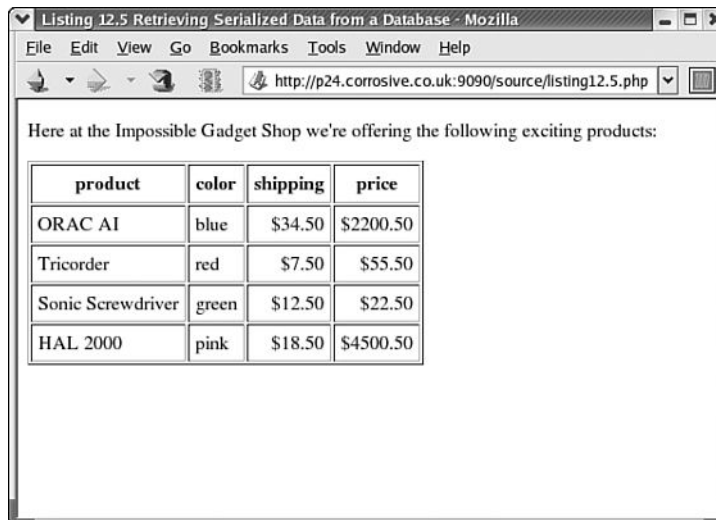 Listing 12.5 Retrieving Serialized Data from a Database - Mozilla
File Edit View Go Bookmarks Tools Window Help
http://p24.corrosive.co.uk:9090/source/listing12.5.php
Here at the Impossible Gadget Shop we're offering the following exciting products:
product color shipping price
ORAC AI blue $34.50 $2200.50
Tricorder red $7.50 $55.50
Sonic Screwdriver green $12.50 $22.50
HAL 2000 pink $18.50 $4500.50